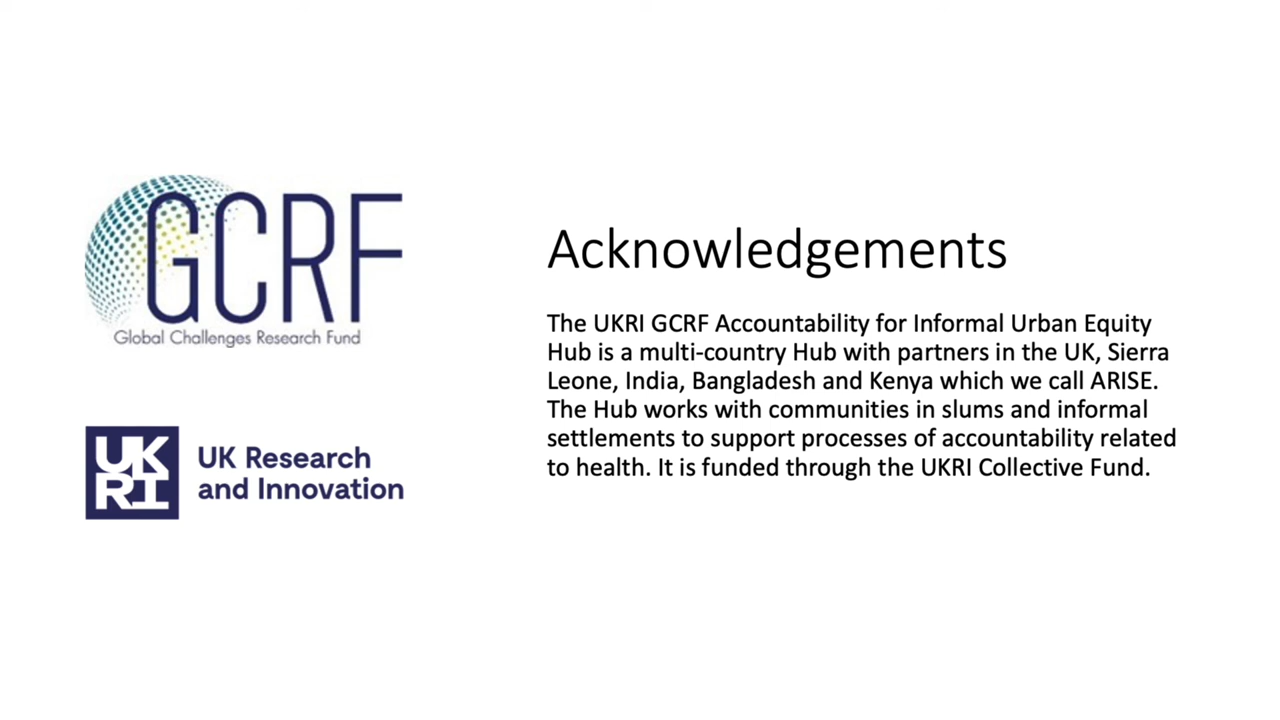 GCRF
Global Challenges Research Fund
UK
RI
UK Research
and Innovation
Acknowledgements
The UKRI GCRF Accountability for Informal Urban Equity
Hub is a multi-country Hub with partners in the UK, Sierra
Leone, India, Bangladesh and Kenya which we call ARISE.
The Hub works with communities in slums and informal
settlements to support processes of accountability related
to health. It is funded through the UKRI Collective Fund.